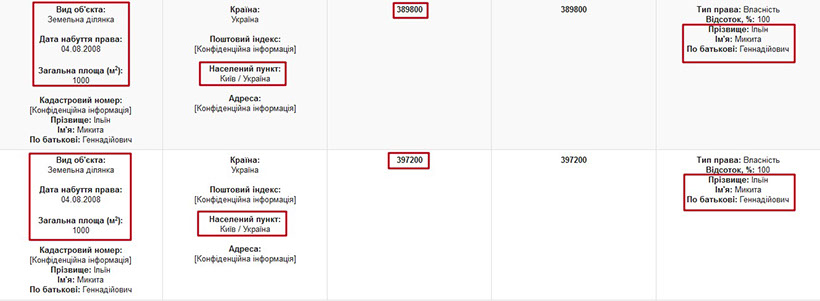 Вид об'єкта:
Земельна ділянка
Дата набуття права:
04.08.2008
Загальна площа (м²):
1000
Кадастровий номер:
[Конфіденційна інформація]
Прізвище: Ільїн
Ім'я: Микита
По батькові: Геннадійович
Країна:
Україна
Поштовий індекс:
[Конфіденційна інформація]
Населений пункт:
Київ / Україна
Адреса:
[Конфіденційна інформація]
389800
389800
Тип права: Власність
Відсоток, %: 100
Прізвище: Ільїн
Ім'я: Микита
По батькові: Геннадійович
Вид об'єкта:
Земельна ділянка
Дата набуття права:
04.08.2008
Загальна площа (м²):
1000
Кадастровий номер:
[Конфіденційна інформація]
Прізвище: Ільїн
Ім'я: Микита
По батькові: Геннадійович
Країна:
Україна
Поштовий індекс:
[Конфіденційна інформація]
Населений пункт:
Київ / Україна
Адреса:
[Конфіденційна інформація]
397200
397200
Тип права: Власність
Відсоток, %: 100
Прізвище: Ільїн
Ім'я: Микита
По батькові: Геннадійович